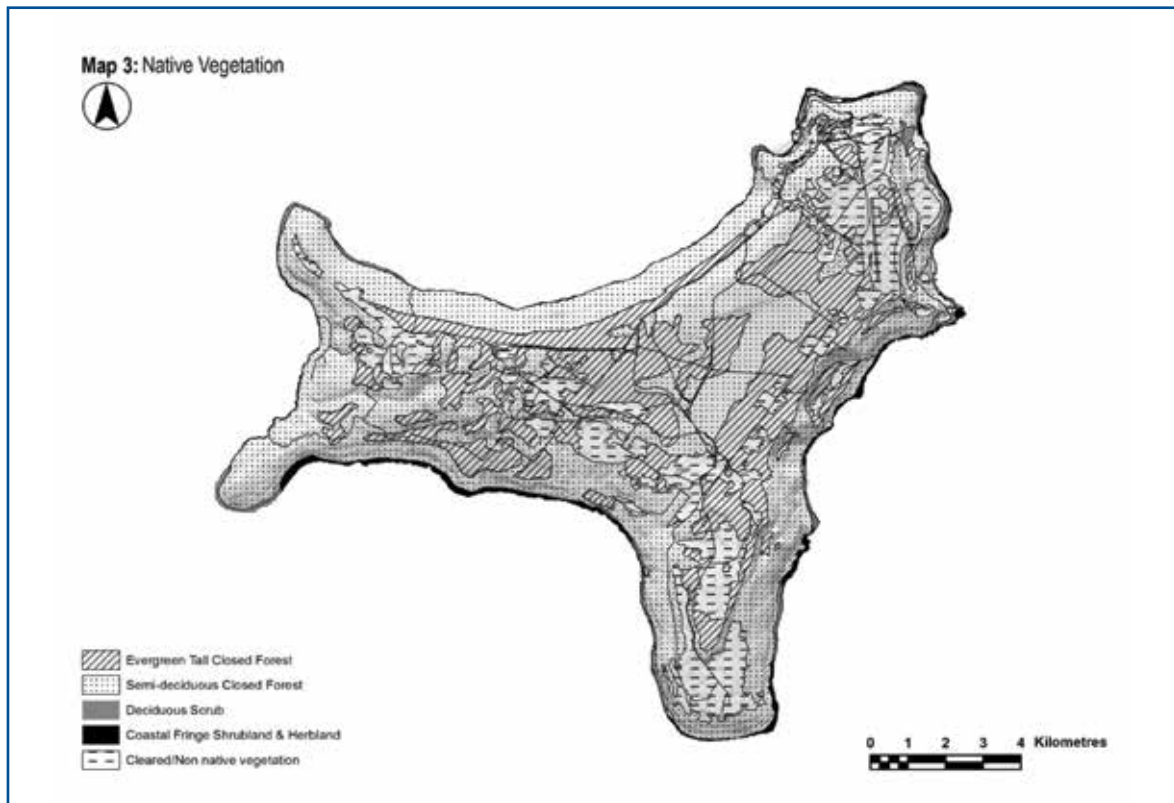 Map 3: Native Vegetation
Evergreen Tall Closed Forest
Semi-deciduous Closed Forest
Deciduous Scrub
Coastal Fringe Shrubland & Herbland
Cleared/Non native vegetation
0 1 2 3 4 Kilometres